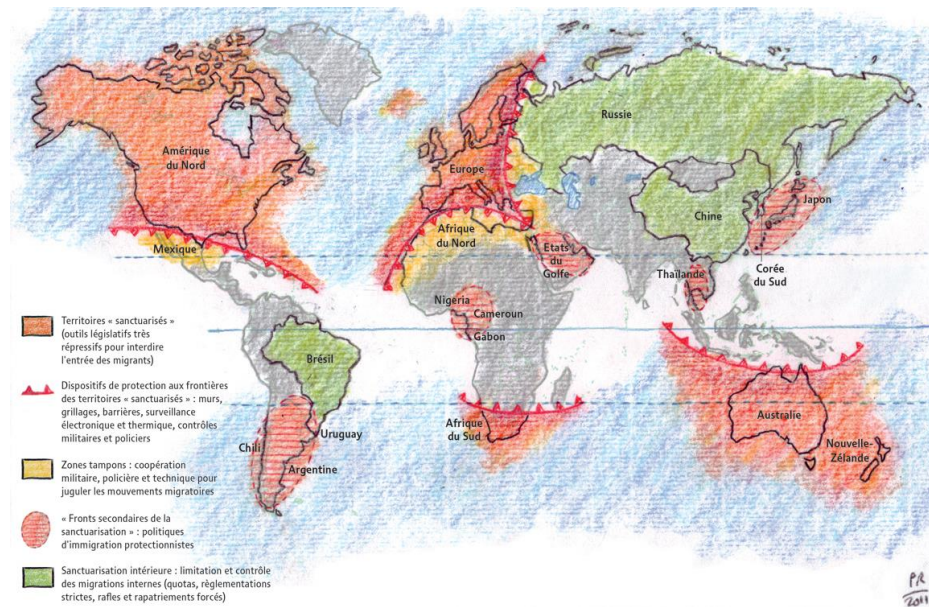 Russie
Amérique
du Nord
Europe
Japon
Chine
Afrique
du Nord
Mexique
Etats
du
Golfe
Corée
du Sud
Thaïlande
Nigeria
Cameroun
Gabon
Brésil
Australie
Afrique
du Sud
Uruguay
Chili
Nouvelle-
Zélande
Argentine
Territoires « sanctuarisés »
(outils législatifs très
répressifs pour interdire
l'entrée des migrants)
Dispositifs de protection aux frontières
des territoires « sanctuarisés » : murs,
grillages, barrières, surveillance
électronique et thermique, contrôles
militaires et policiers
Zones tampons : coopération
militaire, policière et technique pour
juguler les mouvements migratoires
« Fronts secondaires de la
sanctuarisation » : politiques
d'immigration protectionnistes
Sanctuarisation intérieure : limitation et contrôle
des migrations internes (quotas, règlementations
strictes, rafles et rapatriements forcés)
PR
2011